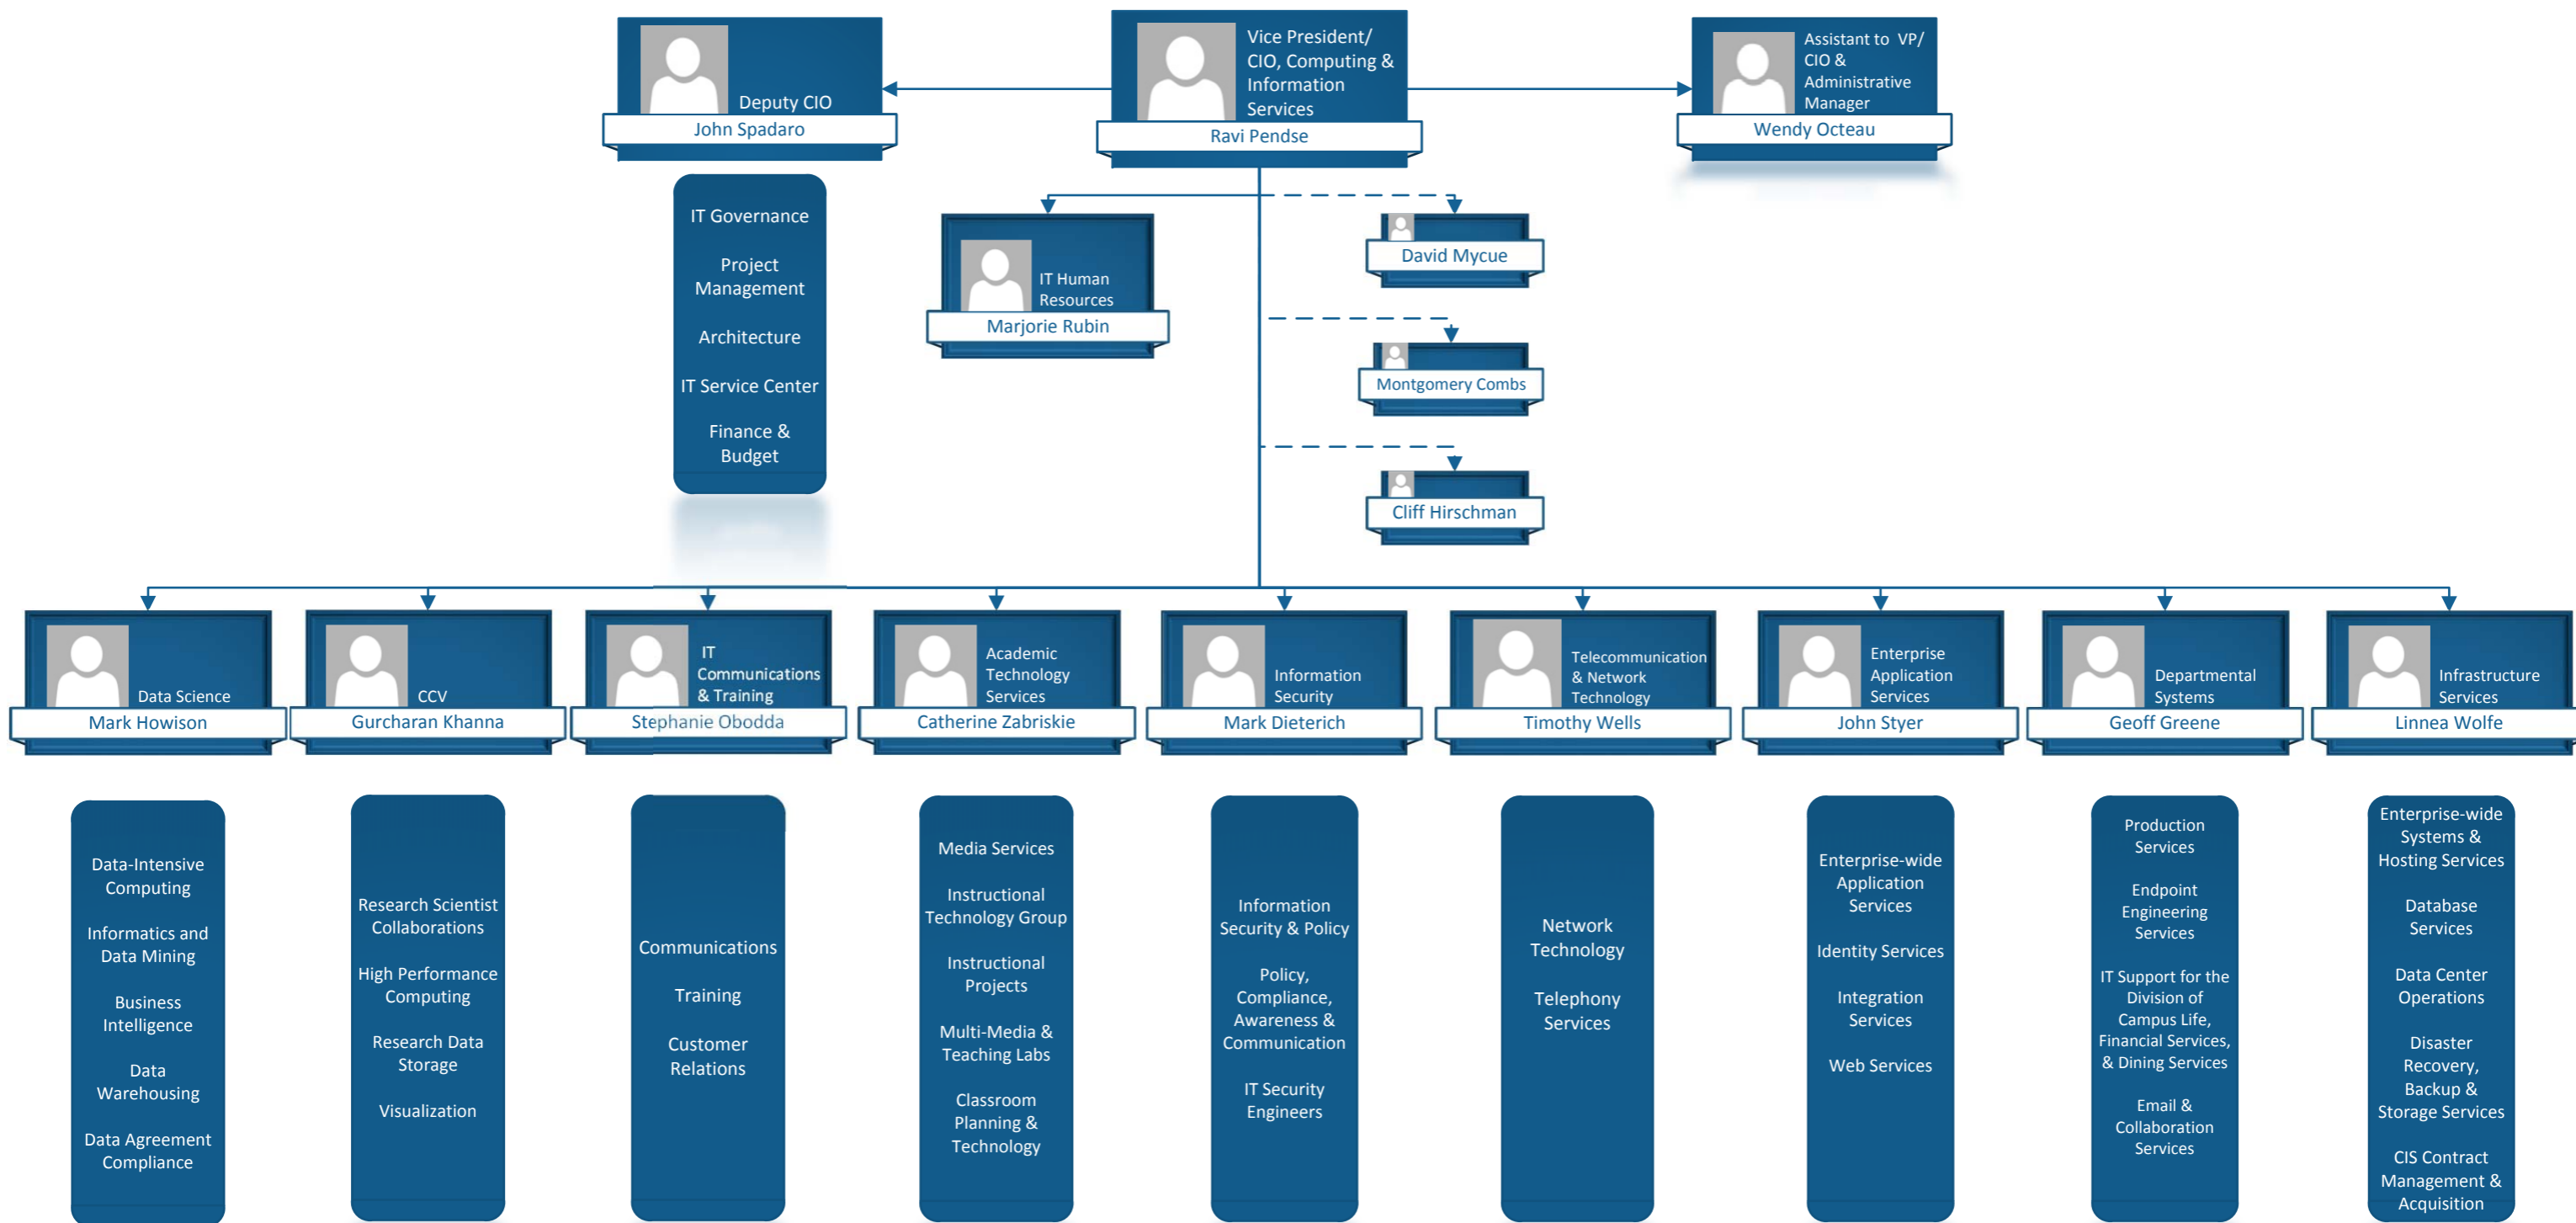 Deputy CIO
John Spadaro
Vice President/
CIO, Computing &
Information
Services
Ravi Pendse
Assistant to VP/
CIO &
Administrative
Manager
Wendy Octeau
IT Governance
Project
Management
Architecture
IT Service Center
Finance &
Budget
IT Human
Resources
Marjorie Rubin
David Mycue
Montgomery Combs
Cliff Hirschman
Data Science
Mark Howison
CCV
Gurcharan Khanna
IT
Communications
& Training
Stephanie Obodda
Academic
Technology
Services
Catherine Zabriskie
Information
Security
Mark Dieterich
Telecommunication
& Network
Technology
Timothy Wells
Enterprise
Application
Services
John Styer
Departmental
Systems
Geoff Greene
Infrastructure
Services
Linnea Wolfe
Data-Intensive
Computing
Informatics and
Data Mining
Business
Intelligence
Data
Warehousing
Data Agreement
Compliance
Research Scientist
Collaborations
High Performance
Computing
Research Data
Storage
Visualization
Communications
Training
Customer
Relations
Media Services
Instructional
Technology Group
Instructional
Projects
Multi-Media &
Teaching Labs
Classroom
Planning &
Technology
Information
Security & Policy
Policy,
Compliance,
Awareness &
Communication
IT Security
Engineers
Network
Technology
Telephony
Services
Enterprise-wide
Application
Services
Identity Services
Integration
Services
Web Services
Production
Services
Endpoint
Engineering
Services
IT Support for the
Division of
Campus Life,
Financial Services,
& Dining Services
Email &
Collaboration
Services
Enterprise-wide
Systems &
Hosting Services
Database
Services
Data Center
Operations
Disaster
Recovery,
Backup &
Storage Services
CIS Contract
Management &
Acquisition